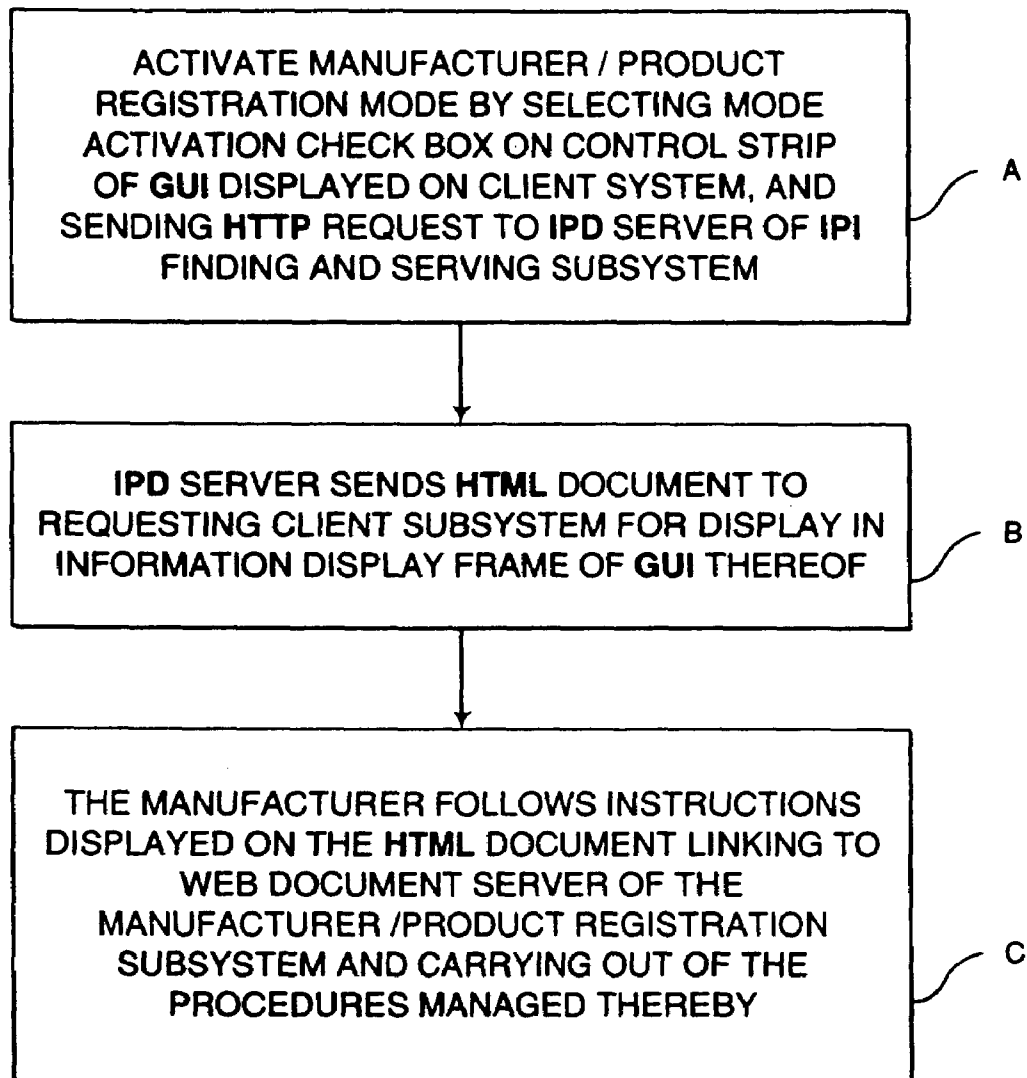 ACTIVATE MANUFACTURER / PRODUCT
REGISTRATION MODE BY SELECTING MODE
ACTIVATION CHECK BOX ON CONTROL STRIP
OF GUI DISPLAYED ON CLIENT SYSTEM, AND
SENDING HTTP REQUEST TO IPD SERVER OF IPI
FINDING AND SERVING SUBSYSTEM
A
IPD SERVER SENDS HTML DOCUMENT TO
REQUESTING CLIENT SUBSYSTEM FOR DISPLAY IN
INFORMATION DISPLAY FRAME OF GUI THEREOF
B
THE MANUFACTURER FOLLOWS INSTRUCTIONS
DISPLAYED ON THE HTML DOCUMENT LINKING TO
WEB DOCUMENT SERVER OF THE
MANUFACTURER /PRODUCT REGISTRATION
SUBSYSTEM AND CARRYING OUT OF THE
PROCEDURES MANAGED THEREBY
C